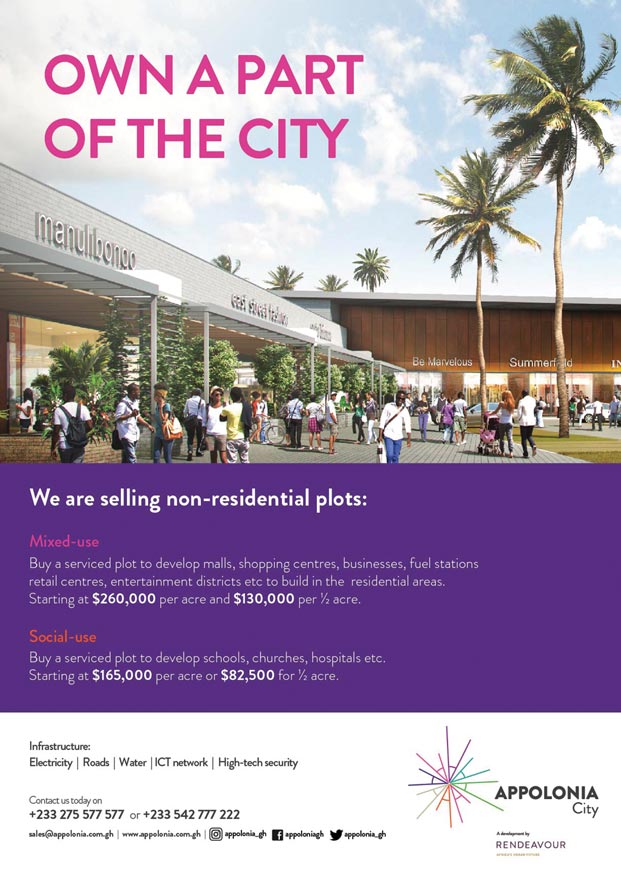 OWN A PART
OF THE CITY
manulibongo
east street fashion
Be Marvelous
Summerfield
We are selling non-residential plots:
Mixed-use
Buy a serviced plot to develop malls, shopping centres, businesses, fuel stations
retail centres, entertainment districts etc to build in the residential areas.
Starting at $260,000 per acre and $130,000 per ½ acre.
Social-use
Buy a serviced plot to develop schools, churches, hospitals etc.
Starting at $165,000 per acre or $82,500 for ½ acre.
Infrastructure:
Electricity | Roads | Water | ICT network | High-tech security
Contact us today on
+233 275 577 577 or +233 542 777 222
sales@appolonia.com.gh | www.appolonia.com.gh | appolonia_gh appoloniagh appolonia_gh
APPOLONIA
City
A development by
RENDEAVOUR
AFRICA'S URBAN FUTURE